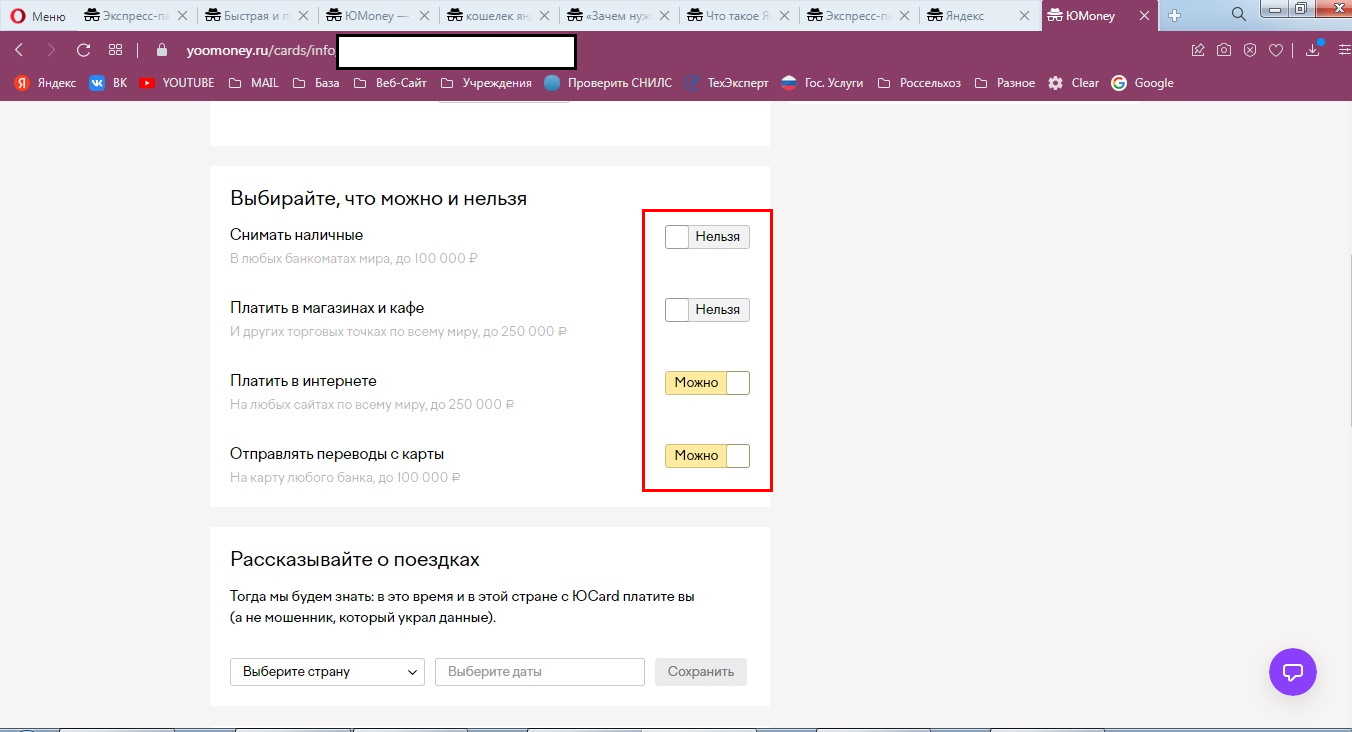 Меню
Экспресс-па
Быстрая и п
ЮMoney —
кошелек ян
«Зачем нуж
Что такое Я
Экспресс-па
Яндекс
ЮMoney
yoomoney.ru/cards/info
Яндекс
ВК
YOUTUBE
MAIL
База
Веб-Сайт
Учреждения
Проверить СНИЛС
ТехЭксперт
Гос. Услуги
Россельхоз
Разное
Clear
Google
Выбирайте, что можно и нельзя
Снимать наличные
Нельзя
В любых банкоматах мира, до 100 000 ₽
Платить в магазинах и кафе
Нельзя
И других торговых точках по всему миру, до 250 000 ₽
Платить в интернете
Можно
На любых сайтах по всему миру, до 250 000 ₽
Отправлять переводы с карты
Можно
На карту любого банка, до 100 000 ₽
Рассказывайте о поездках
Тогда мы будем знать: в это время и в этой стране с ЮCard платите вы
(а не мошенник, который украл данные).
Выберите страну
Выберите даты
Сохранить